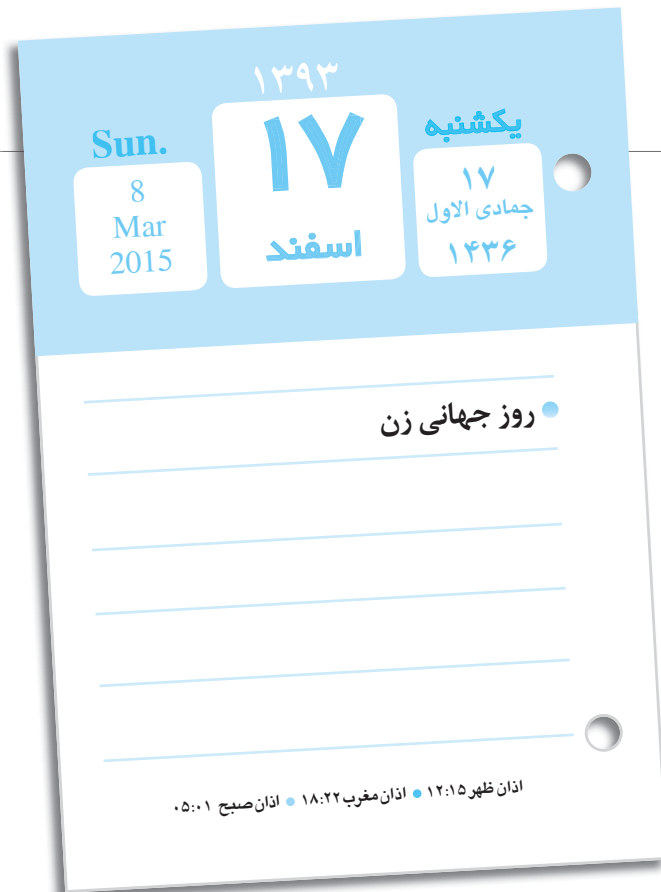 ۱۳۹۳
یکشنبه
۱۷
جمادی الاول
۱۴۳۶
۱۷
اسفند
Sun.
8
Mar
2015
روز جهانی زن
اذان ظهر ۱۲:۱۵ • اذان مغرب ۱۸:۲۲ • اذان صبح ۰۵:۰۱